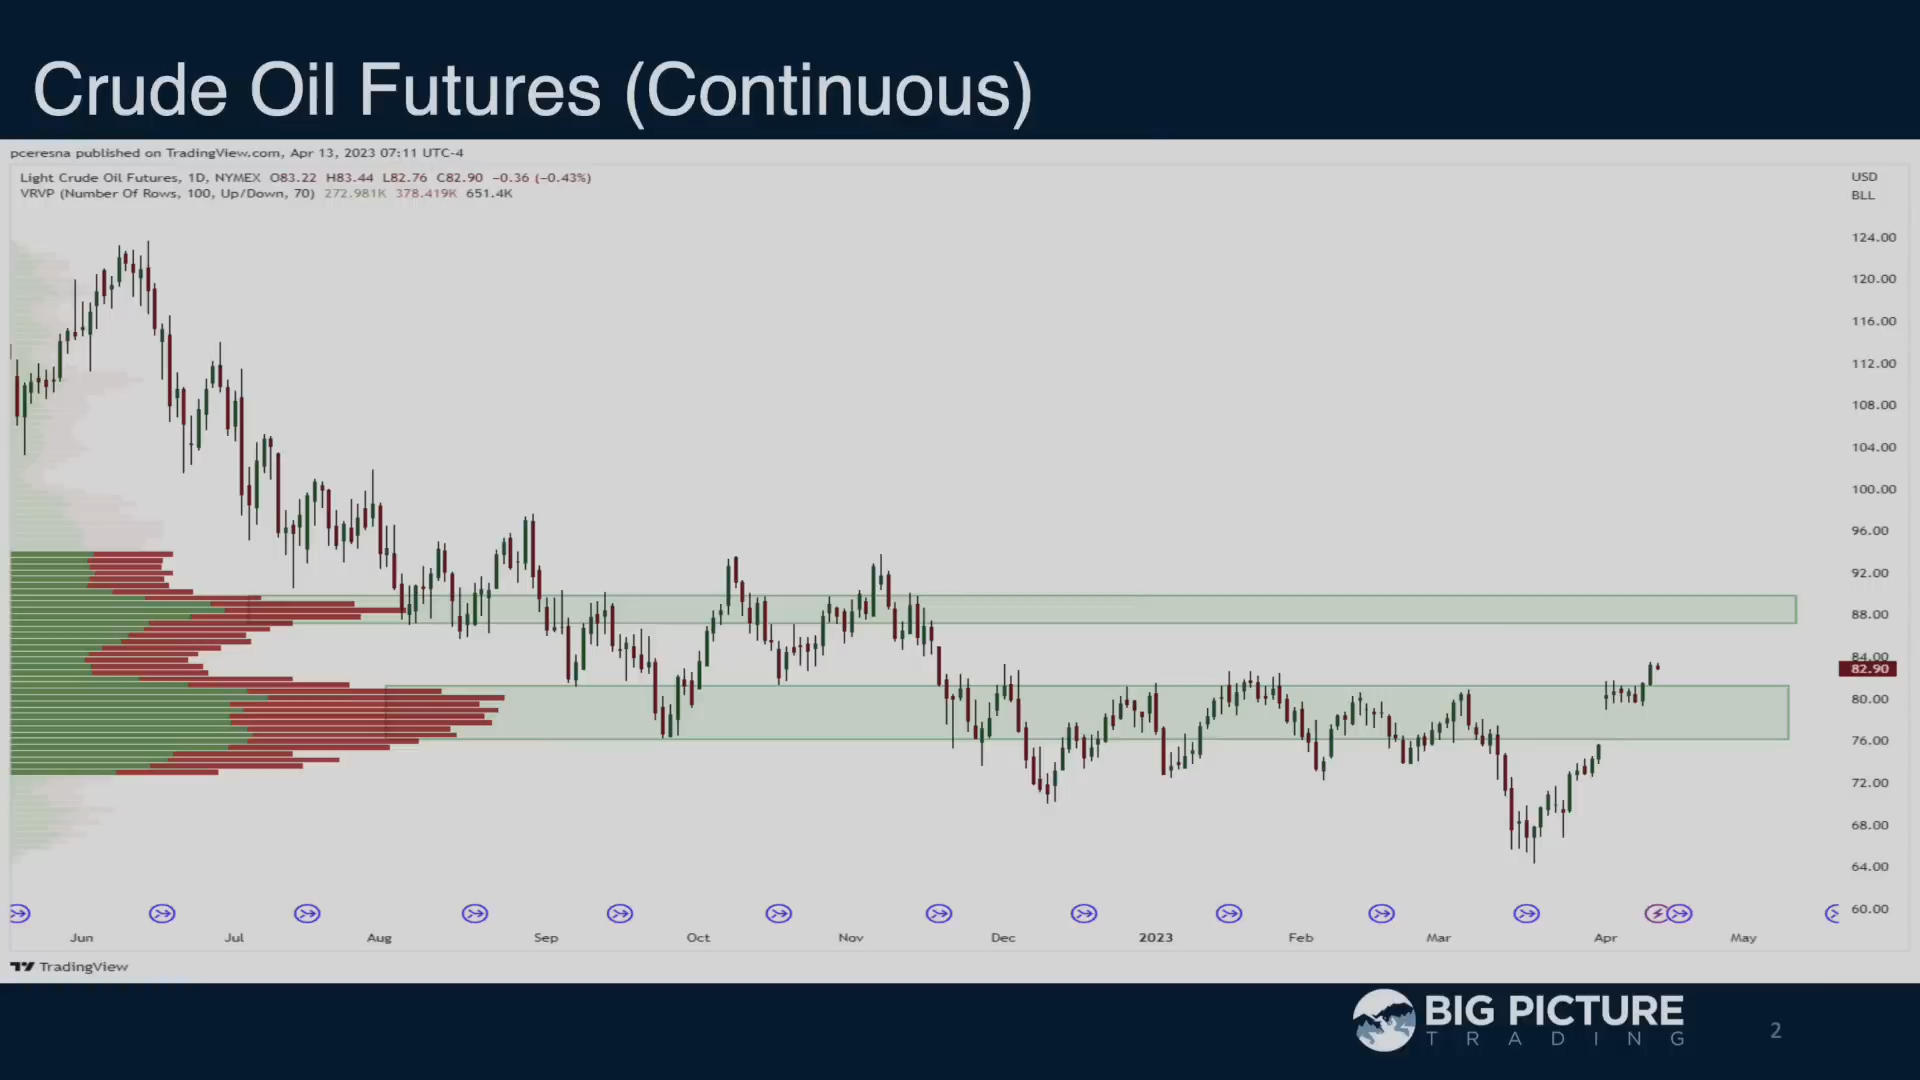 Crude Oil Futures (Continuous)
pceresna published on TradingView.com, Apr 13, 2023 07:11 UTC-4
Light Crude Oil Futures, 1D, NYMEX O83.22 H83.44 L82.76 C82.90 −0.36 (−0.43%)
VRVP (Number Of Rows, 100, Up/Down, 70) 272.981K 378.419K 651.4K
USD
BLL
124.00
120.00
116.00
112.00
108.00
104.00
100.00
96.00
92.00
88.00
84.00
82.90
80.00
76.00
72.00
68.00
64.00
60.00
Jun Jul Aug Sep Oct Nov Dec 2023 Feb Mar Apr May
TradingView
BIG PICTURE
TRADING
2